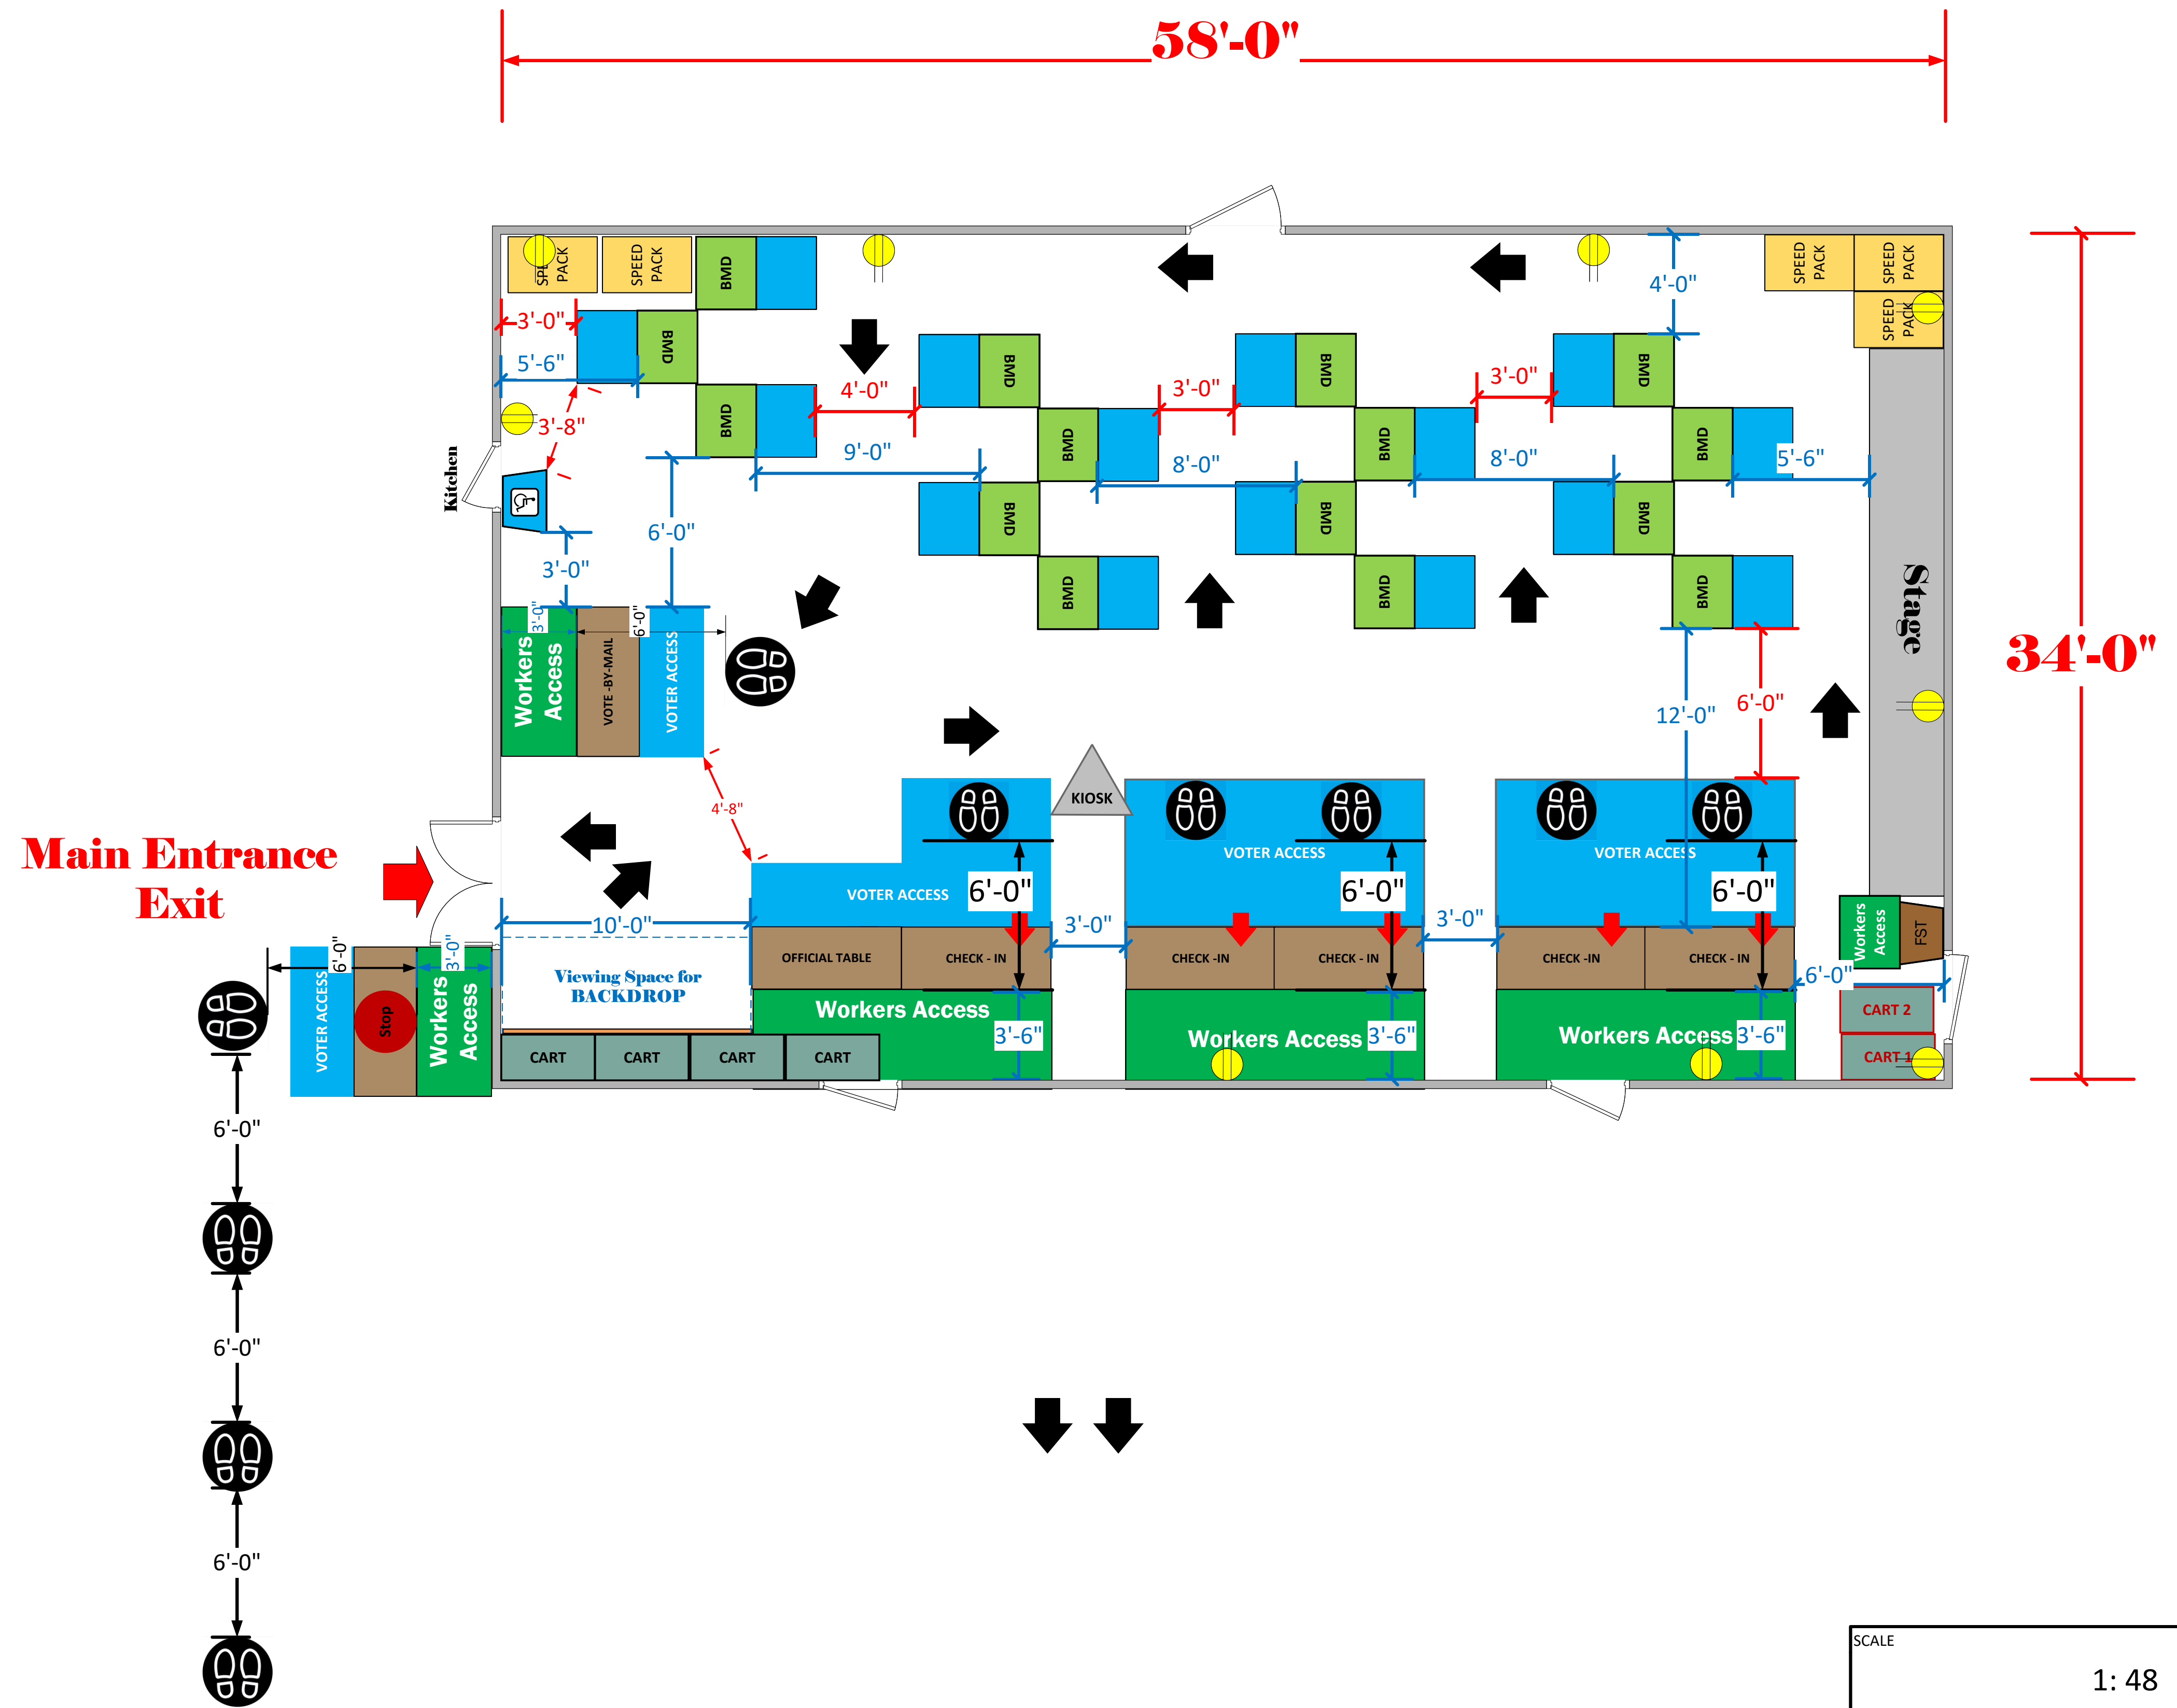 58'-0"
SPEED
PACK
SPEED
PACK
BMD
SPEED
PACK
SPEED
PACK
SPEED
PACK
4'-0"
3'-0"
5'-6"
BMD
BMD
3'-8"
4'-0"
9'-0"
BMD
BMD
BMD
BMD
3'-0"
8'-0"
BMD
BMD
BMD
BMD
3'-0"
8'-0"
BMD
BMD
BMD
BMD
5'-6"
Kitchen
6'-0"
3'-0"
3'-0"
6'-0"
Workers
Access
VOTE -BY-MAIL
VOTER ACCESS
Stage
34'-0"
12'-0"
6'-0"
4'-8"
KIOSK
Main Entrance
Exit
VOTER ACCESS
6'-0"
VOTER ACCESS
6'-0"
VOTER ACCESS
6'-0"
10'-0"
3'-0"
3'-0"
Workers
Access
FST
OFFICIAL TABLE
CHECK - IN
CHECK -IN
CHECK - IN
CHECK -IN
CHECK - IN
Viewing Space for
BACKDROP
6'-0"
6'-0"
3'-0"
VOTER ACCESS
Stop
Workers
Access
Workers Access
3'-6"
Workers Access
3'-6"
Workers Access
3'-6"
CART 2
CART 1
CART
CART
CART
CART
6'-0"
6'-0"
6'-0"
SCALE
1: 48